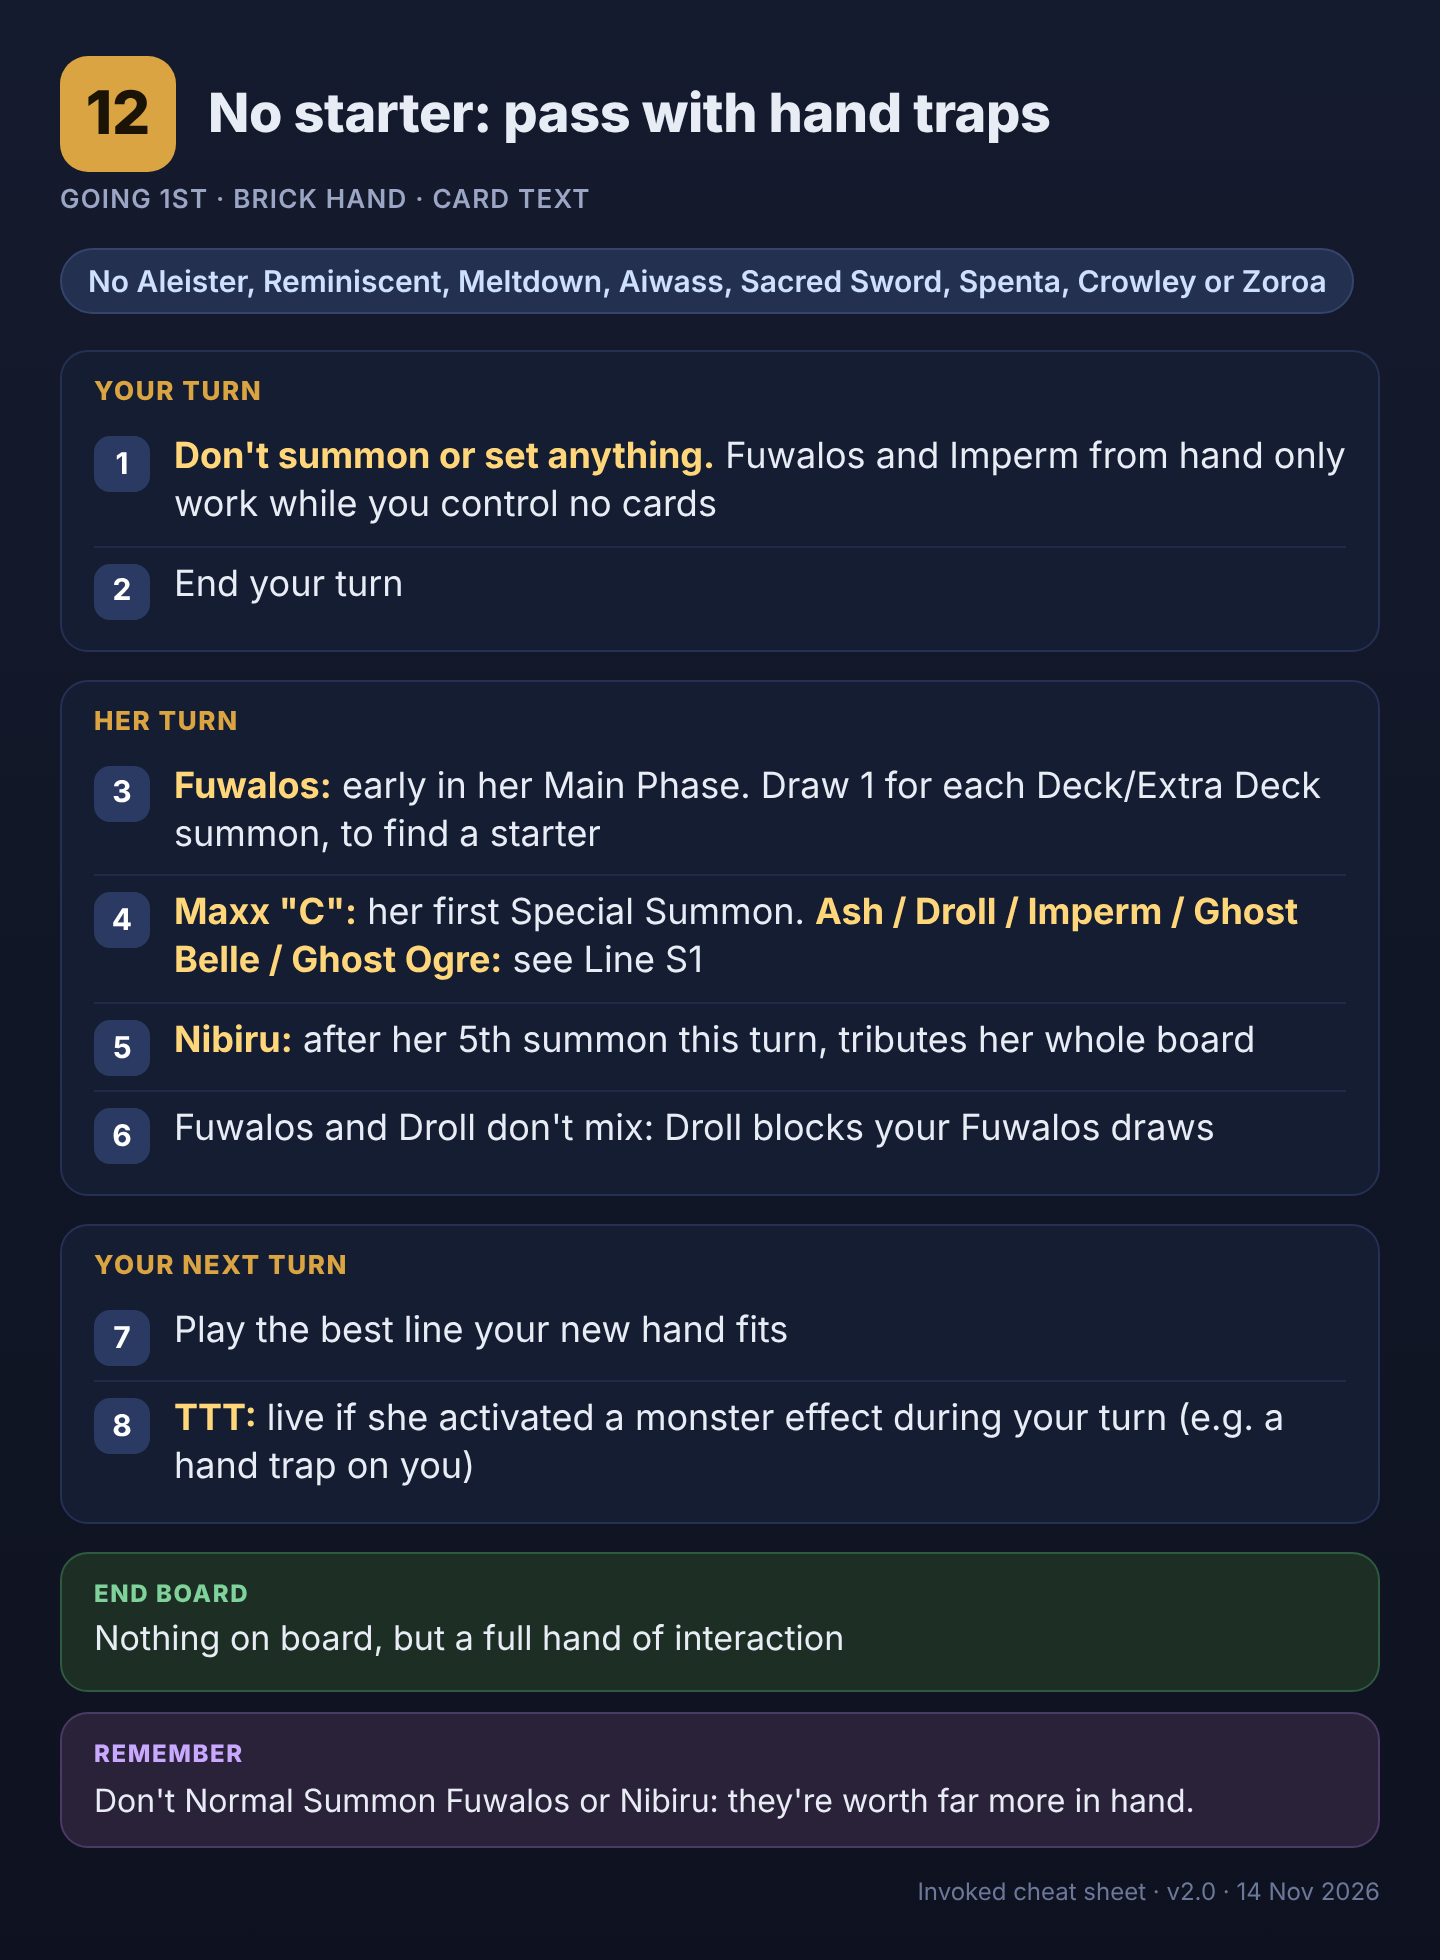 12
No starter: pass with hand traps
GOING 1ST · BRICK HAND · CARD TEXT
No Aleister, Reminiscent, Meltdown, Aiwass, Sacred Sword, Spenta, Crowley or Zoroa
YOUR TURN
1
Don't summon or set anything. Fuwalos and Imperm from hand only
work while you control no cards
2
End your turn
HER TURN
3
Fuwalos: early in her Main Phase. Draw 1 for each Deck/Extra Deck
summon, to find a starter
4
Maxx "C": her first Special Summon. Ash / Droll / Imperm / Ghost
Belle / Ghost Ogre: see Line S1
5
Nibiru: after her 5th summon this turn, tributes her whole board
6
Fuwalos and Droll don't mix: Droll blocks your Fuwalos draws
YOUR NEXT TURN
7
Play the best line your new hand fits
8
TTT: live if she activated a monster effect during your turn (e.g. a
hand trap on you)
END BOARD
Nothing on board, but a full hand of interaction
REMEMBER
Don't Normal Summon Fuwalos or Nibiru: they're worth far more in hand.
Invoked cheat sheet · v2.0 · 14 Nov 2026